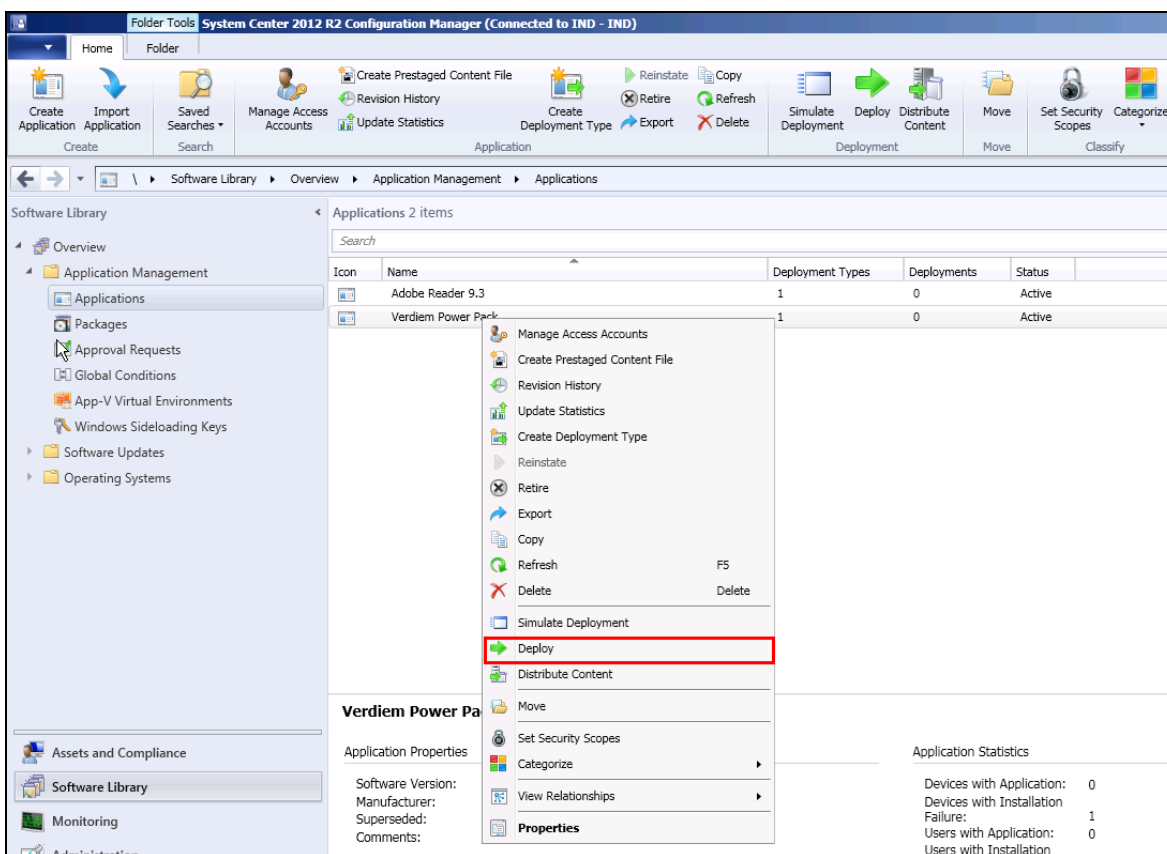 Folder Tools System Center 2012 R2 Configuration Manager (Connected to IND - IND)
Home Folder
Create Application
Import Application
Create
Saved Searches
Search
Manage Access Accounts
Create Prestaged Content File
Revision History
Update Statistics
Create Deployment Type
Reinstate
Retire
Export
Copy
Refresh
Delete
Application
Simulate Deployment
Deploy
Distribute Content
Deployment
Move
Move
Set Security Scopes
Categorize
Classify
\ Software Library Overview Application Management Applications
Software Library
Overview
Application Management
Applications
Packages
Approval Requests
Global Conditions
App-V Virtual Environments
Windows Sideloading Keys
Software Updates
Operating Systems
Assets and Compliance
Software Library
Monitoring
Administration
Applications 2 items
Search
Icon Name Deployment Types Deployments Status
Adobe Reader 9.3 1 0 Active
Verdiem Power Pack 1 0 Active
Manage Access Accounts
Create Prestaged Content File
Revision History
Update Statistics
Create Deployment Type
Reinstate
Retire
Export
Copy
Refresh F5
Delete Delete
Simulate Deployment
Deploy
Distribute Content
Move
Set Security Scopes
Categorize
View Relationships
Properties
Verdiem Power Pa
Application Properties
Software Version:
Manufacturer:
Superseded:
Comments:
Application Statistics
Devices with Application: 0
Devices with Installation
Failure: 1
Users with Application: 0
Users with Installation